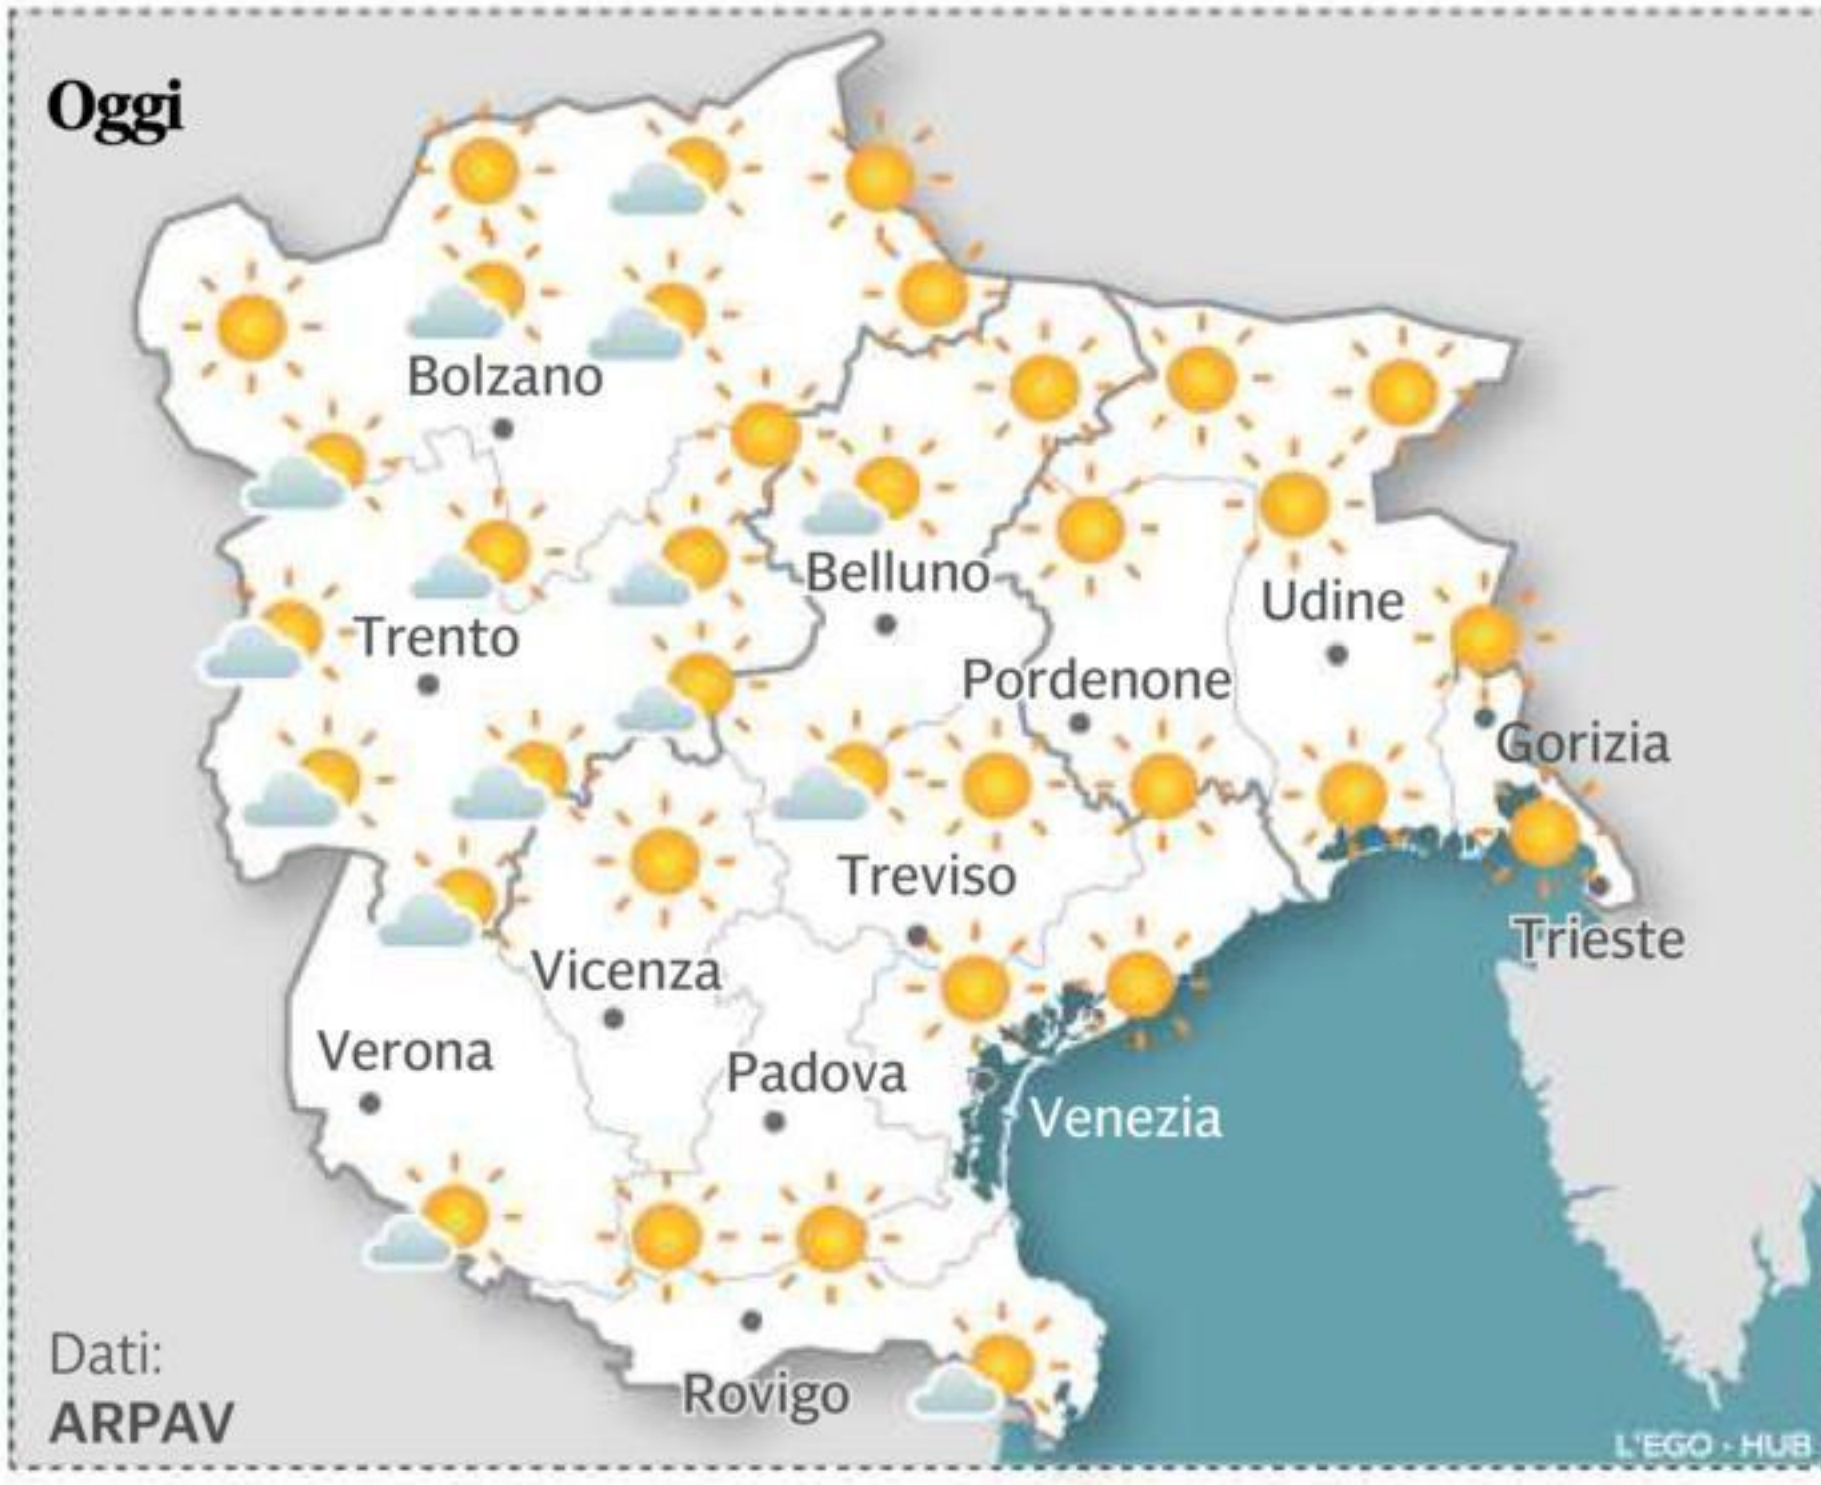 Oggi
Bolzano
Belluno
Udine
Trento
Pordenone
Gorizia
Treviso
Trieste
Vicenza
Verona
Padova
Venezia
Dati:
ARPAV
Rovigo
L'EGO - HUB